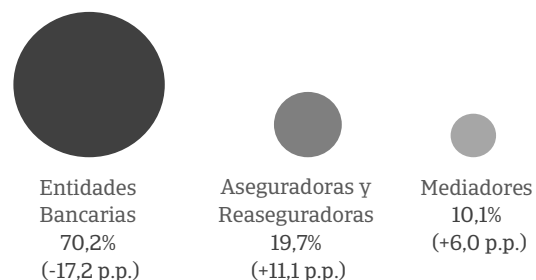 Entidades
Bancarias
70,2%
(-17,2 p.p.)
Aseguradoras y
Reaseguradoras
19,7%
(+11,1 p.p.)
Mediadores
10,1%
(+6,0 p.p.)